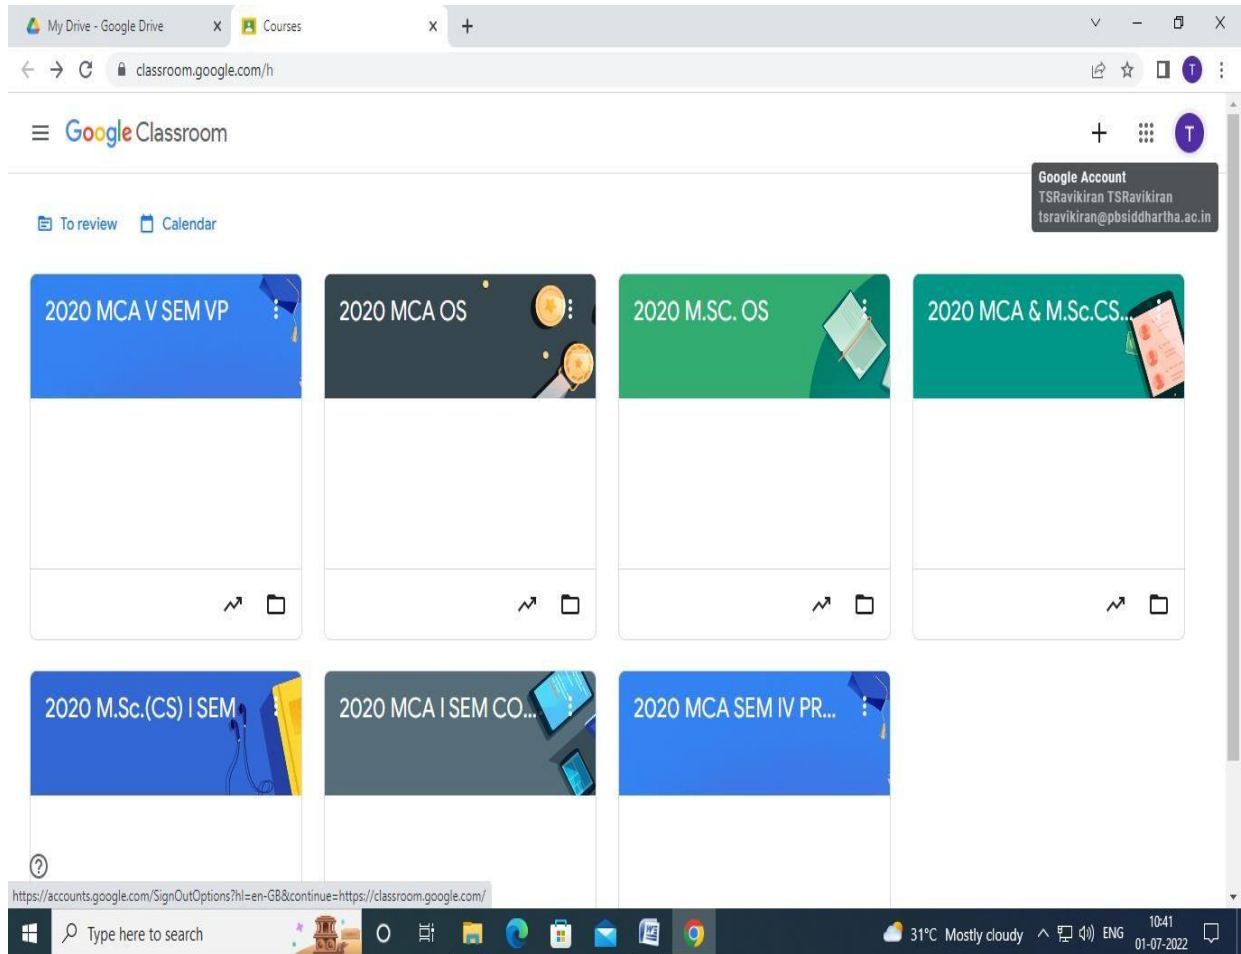 My Drive - Google Drive
Courses
classroom.google.com/h
T
Google Classroom
T
Google Account
TSRavikiran TSRavikiran
tsravikiran@pbsiddhartha.ac.in
To review Calendar
2020 MCA V SEM VP
2020 MCA OS
2020 M.SC. OS
2020 MCA & M.Sc.CS...
2020 M.Sc.(CS) I SEM
2020 MCA I SEM CO...
2020 MCA SEM IV PR...
https://accounts.google.com/SignOutOptions?hl=en-GB&continue=https://classroom.google.com/
Type here to search
31°C Mostly cloudy
ENG
10:41
01-07-2022